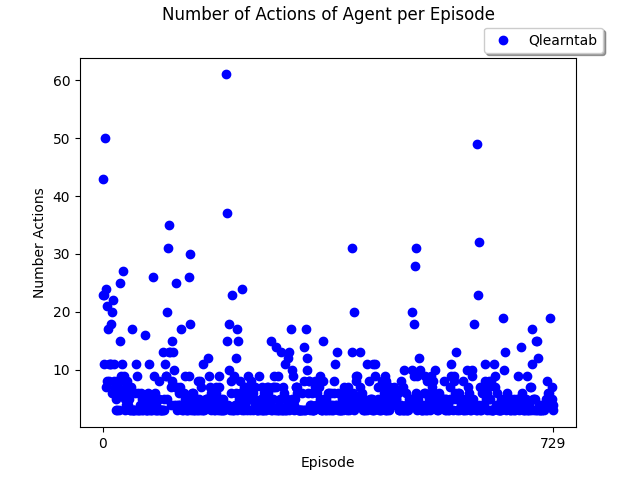 Number of Actions of Agent per Episode
Qlearntab
60
50
40
30
20
10
Number Actions
0
729
Episode